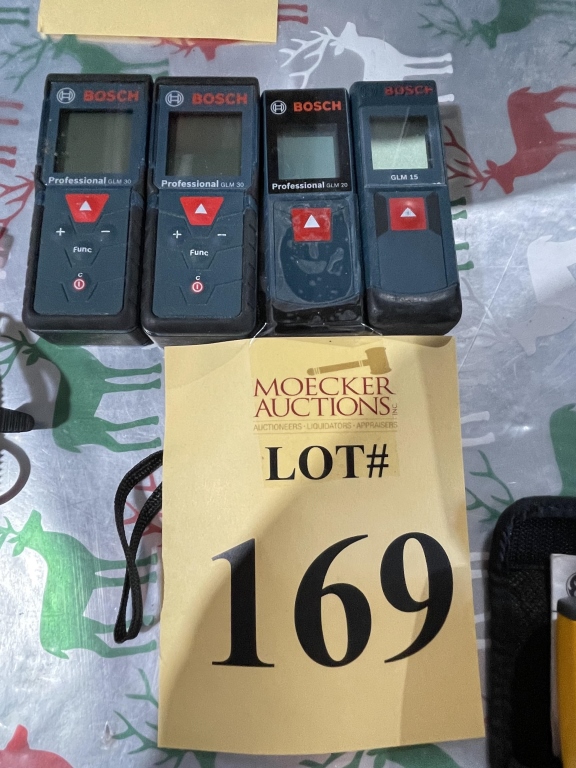 BOSCH
Professional GLM 30
+ −
Func
C
BOSCH
Professional GLM 30
+ −
Func
C
BOSCH
Professional GLM 20
BOSCH
GLM 15
MOECKER
AUCTIONS INC.
AUCTIONEERS · LIQUIDATORS · APPRAISERS
LOT#
169